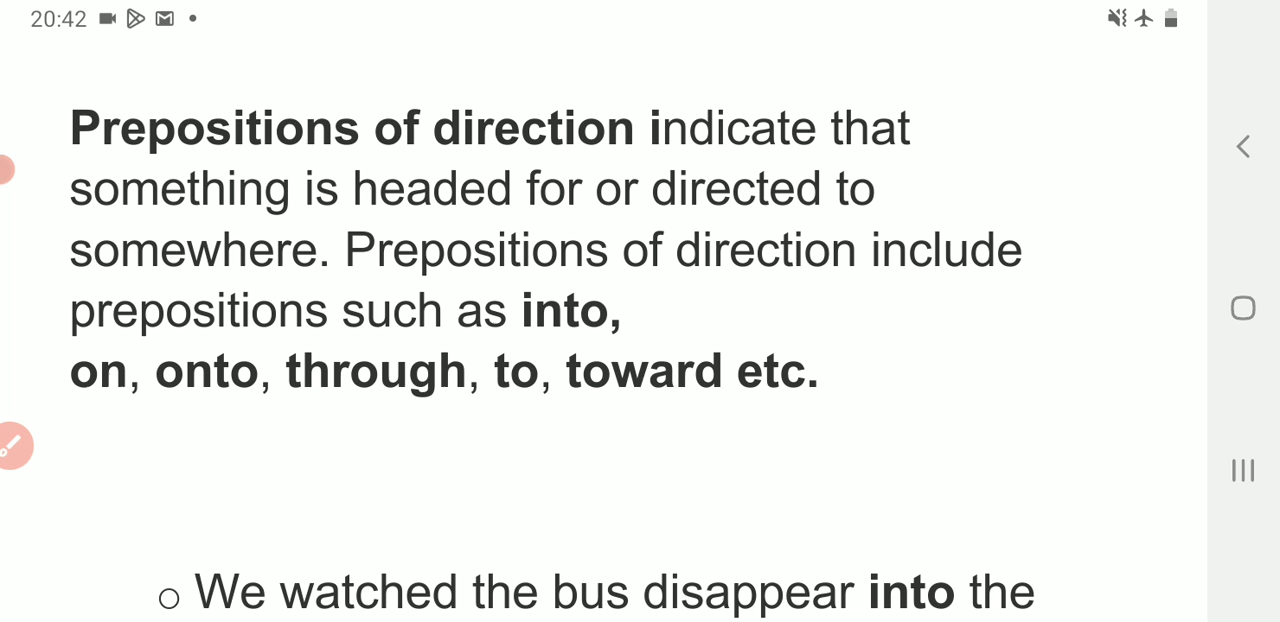 20:42
Prepositions of direction indicate that
something is headed for or directed to
somewhere. Prepositions of direction include
prepositions such as into,
on, onto, through, to, toward etc.
o We watched the bus disappear into the